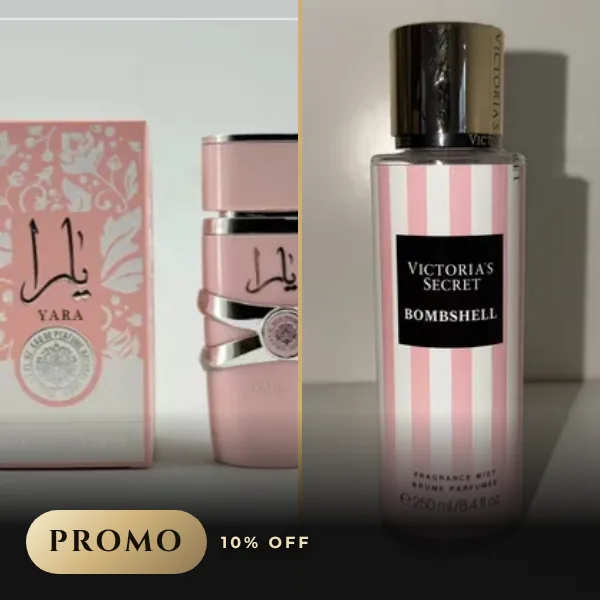 يارا
YARA
يارا
VICTORIA'S
VICTORIA'S
SECRET
BOMBSHELL
FRAGRANCE MIST
BRUME PARFUMÉE
℮ 250 ml/8.4 fl oz
PROMO
10% OFF